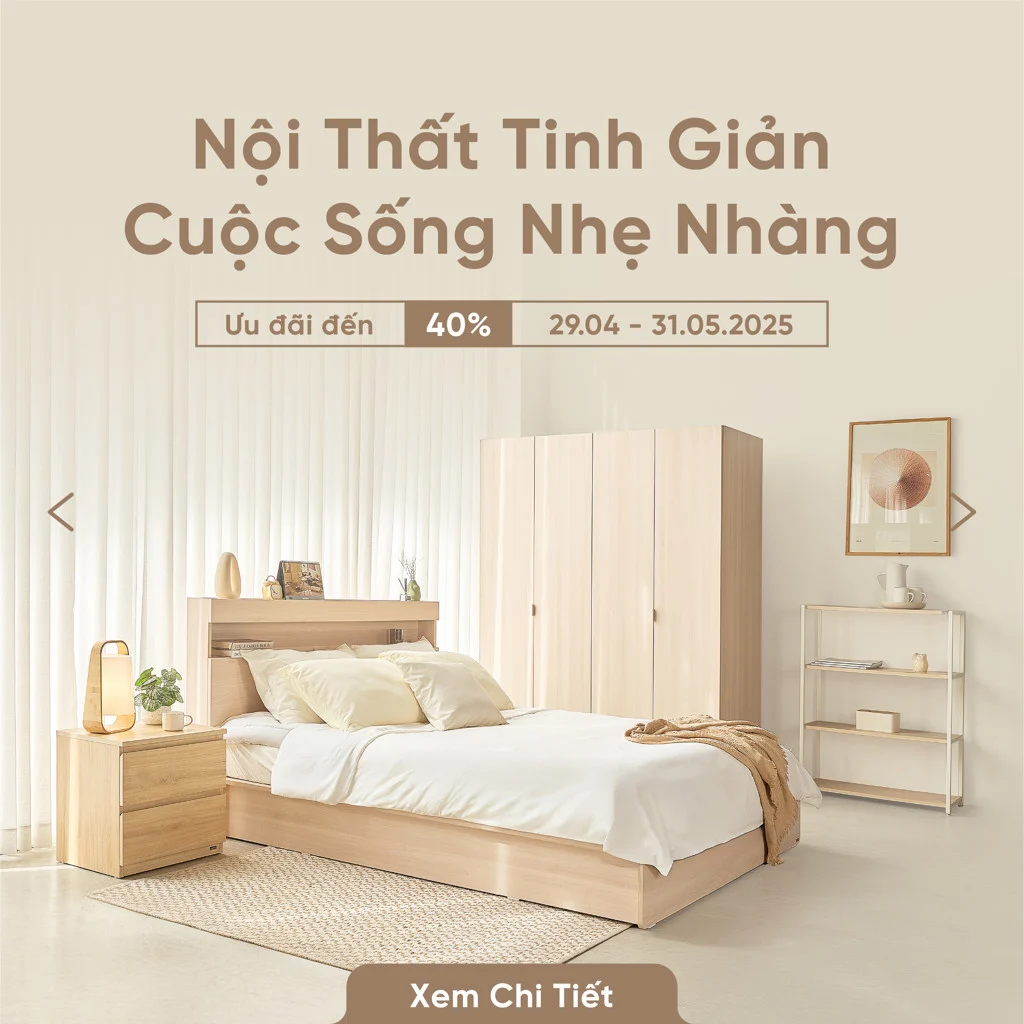 Nội Thất Tinh Giản
Cuộc Sống Nhẹ Nhàng
Ưu đãi đến 40% 29.04 - 31.05.2025
Xem Chi Tiết